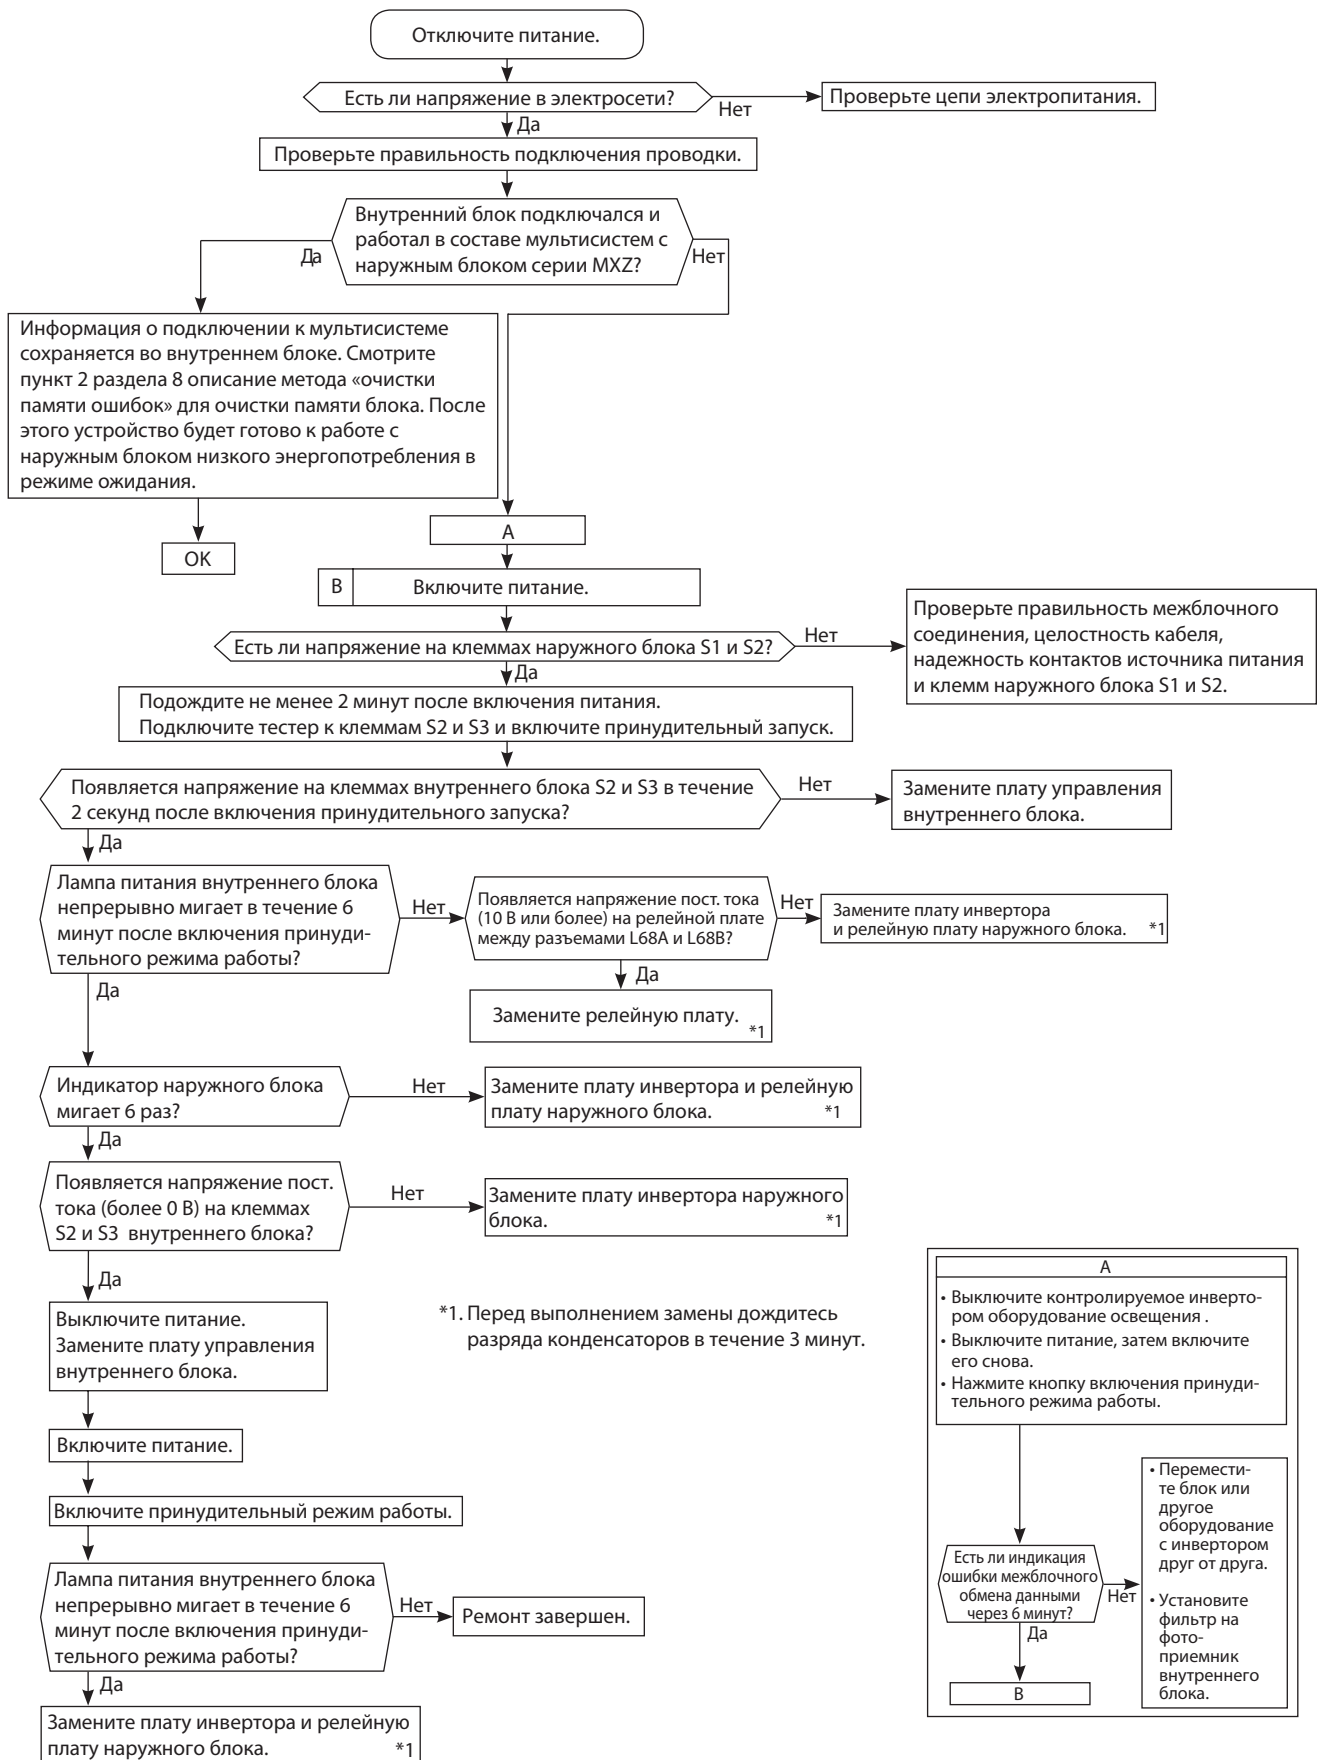 Отключите питание.
Есть ли напряжение в электросети?
Нет
Проверьте цепи электропитания.
Да
Проверьте правильность подключения проводки.
Внутренний блок подключался и
работал в составе мультисистем с
наружным блоком серии MXZ?
Да
Нет
Информация о подключении к мультисистеме
сохраняется во внутреннем блоке. Смотрите
пункт 2 раздела 8 описание метода «очистки
памяти ошибок» для очистки памяти блока. После
этого устройство будет готово к работе с
наружным блоком низкого энергопотребления в
режиме ожидания.
OK
A
B
Включите питание.
Есть ли напряжение на клеммах наружного блока S1 и S2?
Нет
Проверьте правильность межблочного
соединения, целостность кабеля,
надежность контактов источника питания
и клемм наружного блока S1 и S2.
Да
Подождите не менее 2 минут после включения питания.
Подключите тестер к клеммам S2 и S3 и включите принудительный запуск.
Появляется напряжение на клеммах внутреннего блока S2 и S3 в течение
2 секунд после включения принудительного запуска?
Нет
Замените плату управления
внутреннего блока.
Да
Лампа питания внутреннего блока
непрерывно мигает в течение 6
минут после включения принуди-
тельного режима работы?
Нет
Появляется напряжение пост. тока
(10 В или более) на релейной плате
между разъемами L68A и L68B?
Нет
Замените плату инвертора
и релейную плату наружного блока. *1
Да
Замените релейную плату.
*1
Да
Индикатор наружного блока
мигает 6 раз?
Нет
Замените плату инвертора и релейную
плату наружного блока. *1
Да
Появляется напряжение пост.
тока (более 0 В) на клеммах
S2 и S3 внутреннего блока?
Нет
Замените плату инвертора наружного
блока. *1
Да
Выключите питание.
Замените плату управления
внутреннего блока.
*1. Перед выполнением замены дождитесь
разряда конденсаторов в течение 3 минут.
Включите питание.
Включите принудительный режим работы.
Лампа питания внутреннего блока
непрерывно мигает в течение 6
минут после включения принуди-
тельного режима работы?
Нет
Ремонт завершен.
Да
Замените плату инвертора и релейную
плату наружного блока. *1
A
• Выключите контролируемое инверто-
ром оборудование освещения .
• Выключите питание, затем включите
его снова.
• Нажмите кнопку включения принуди-
тельного режима работы.
Есть ли индикация
ошибки межблочного
обмена данными
через 6 минут?
Нет
• Перемести-
те блок или
другое
оборудование
с инвертором
друг от друга.
• Установите
фильтр на
фото-
приемник
внутреннего
блока.
Да
B